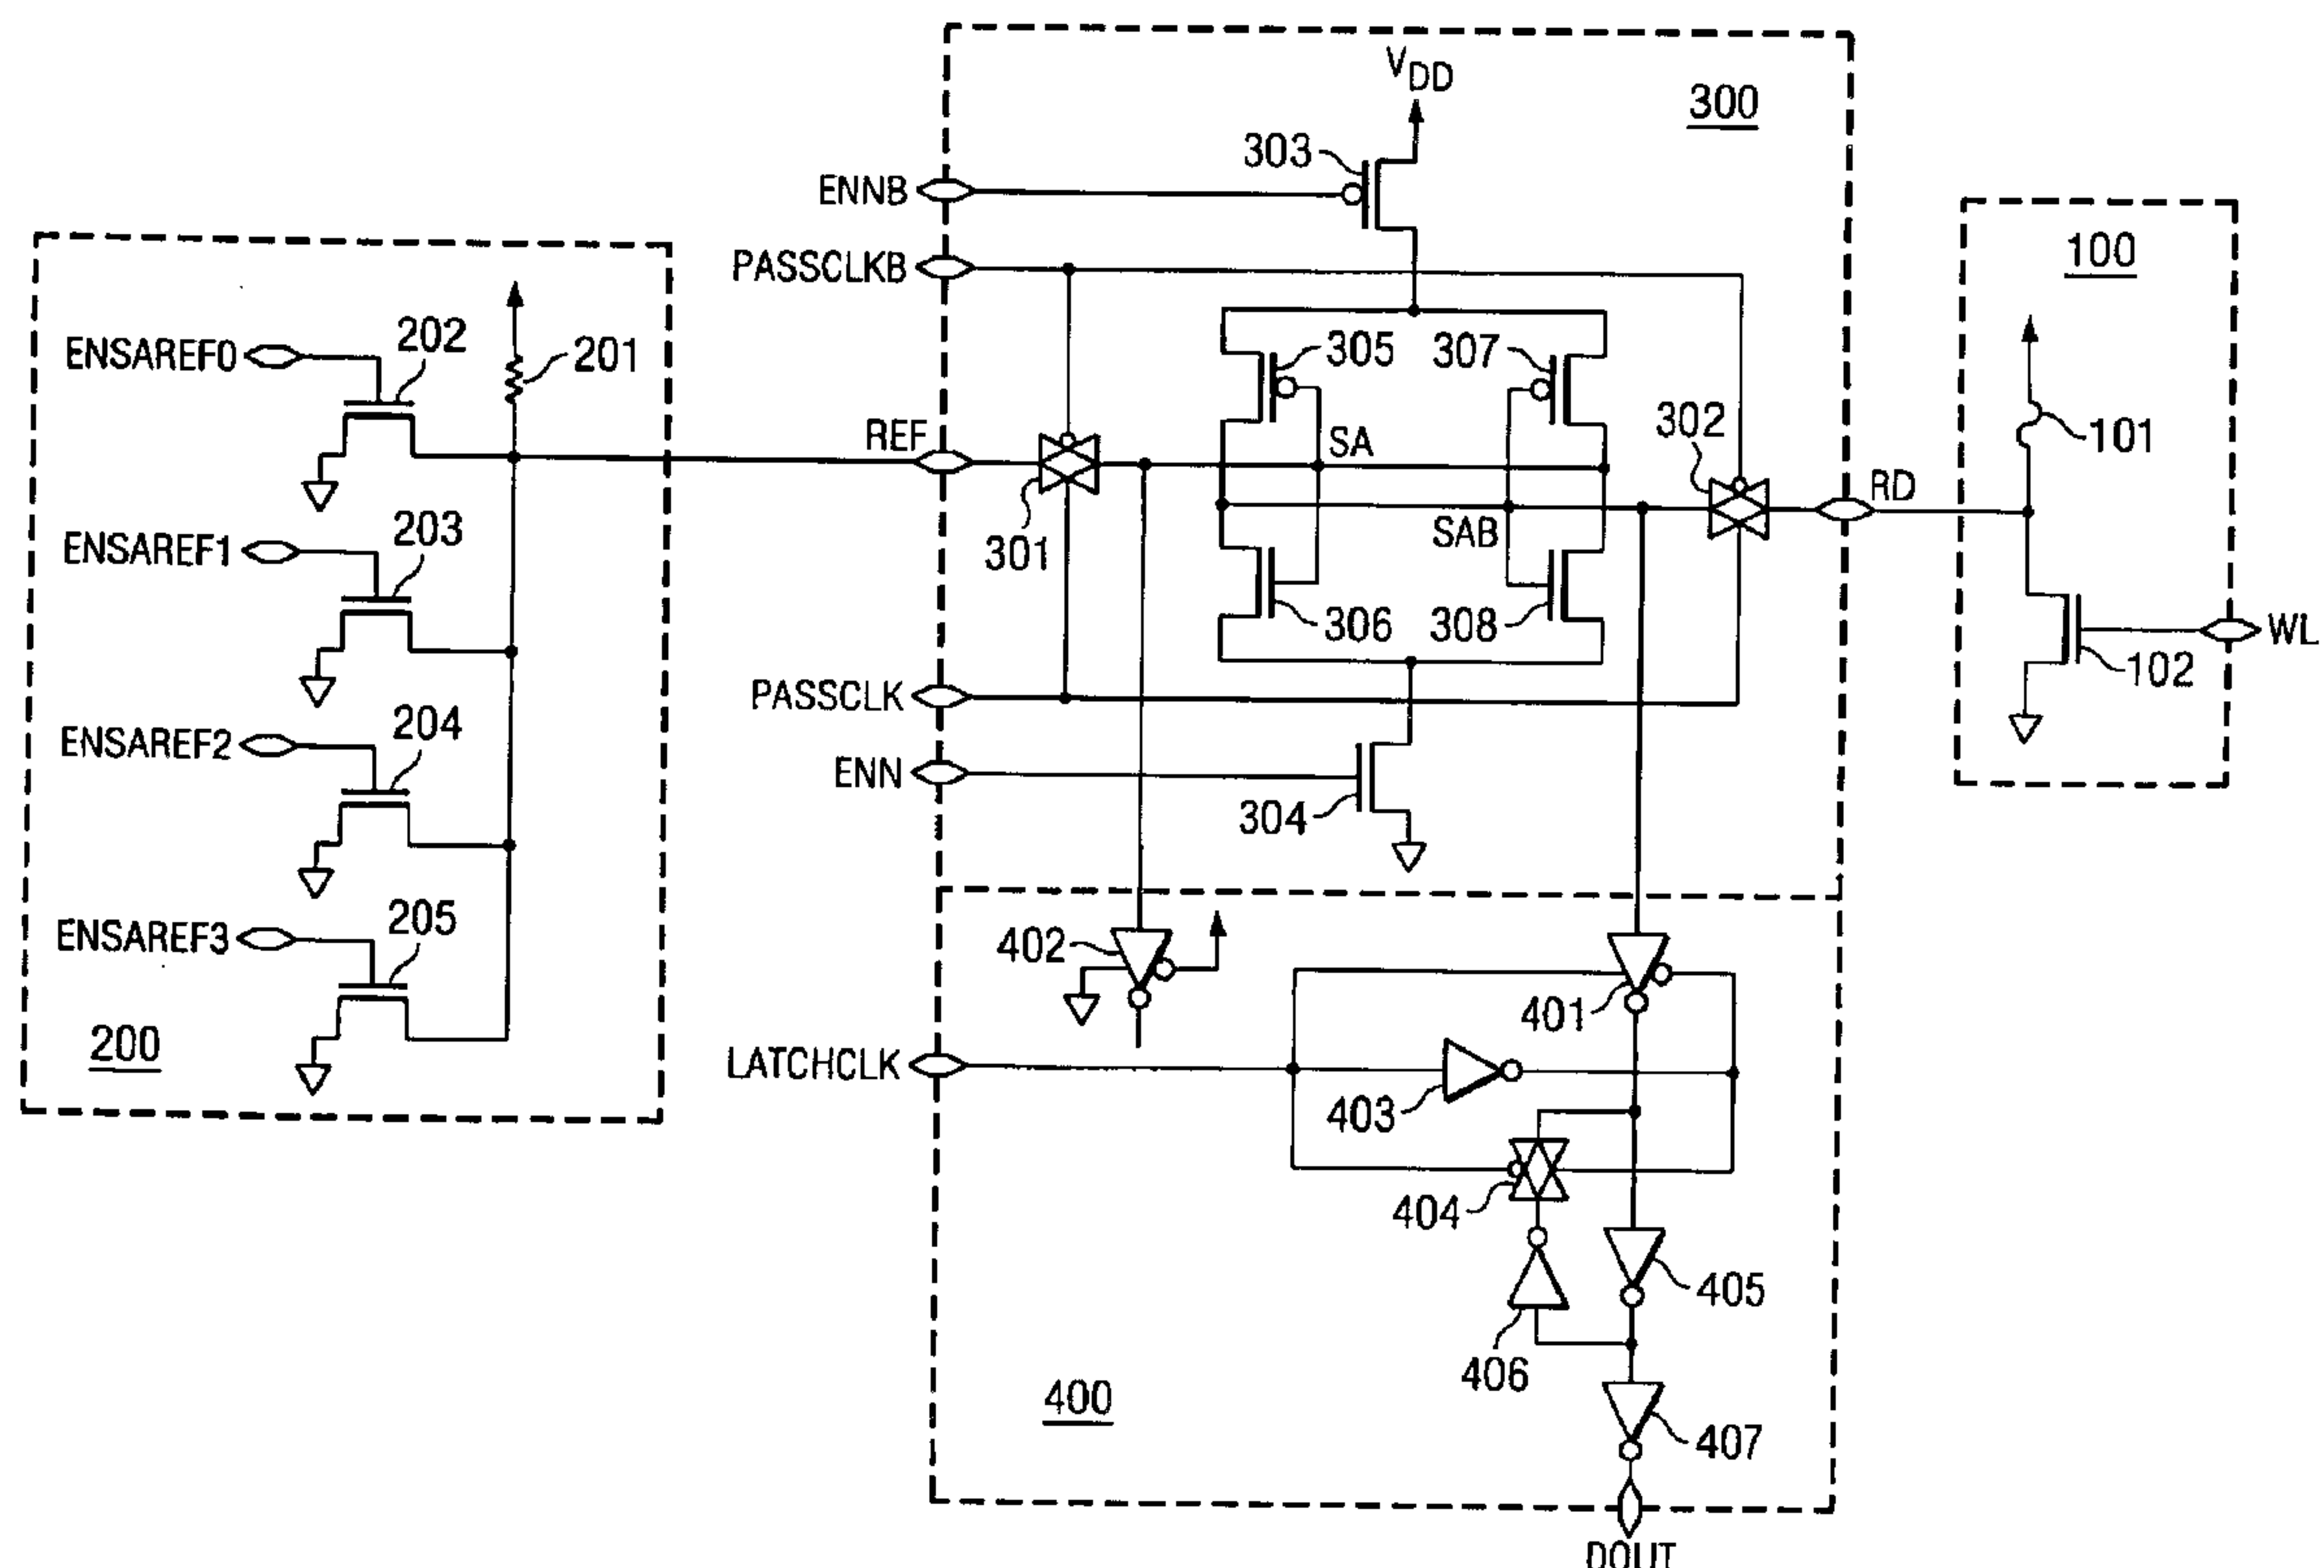 VDD
300
303
ENNB
100
PASSCLKB
202
ENSAREF0
201
305
307
302
REF
SA
101
RD
203
ENSAREF1
301
SAB
306
308
WL
102
PASSCLK
204
ENSAREF2
ENN
304
205
ENSAREF3
402
401
200
LATCHCLK
403
404
405
406
400
407
DOUT